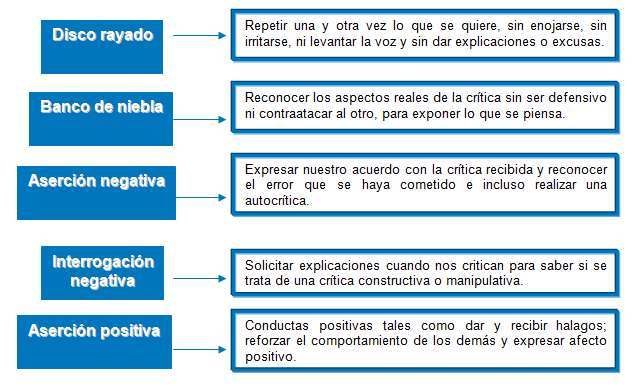 Disco rayado
Repetir una y otra vez lo que se quiere, sin enojarse, sin
irritarse, ni levantar la voz y sin dar explicaciones o excusas.
Banco de niebla
Reconocer los aspectos reales de la crítica sin ser defensivo
ni contraatacar al otro, para exponer lo que se piensa.
Aserción negativa
Expresar nuestro acuerdo con la crítica recibida y reconocer
el error que se haya cometido e incluso realizar una
autocrítica.
Interrogación
negativa
Solicitar explicaciones cuando nos critican para saber si se
trata de una crítica constructiva o manipulativa.
Aserción positiva
Conductas positivas tales como dar y recibir halagos;
reforzar el comportamiento de los demás y expresar afecto
positivo.